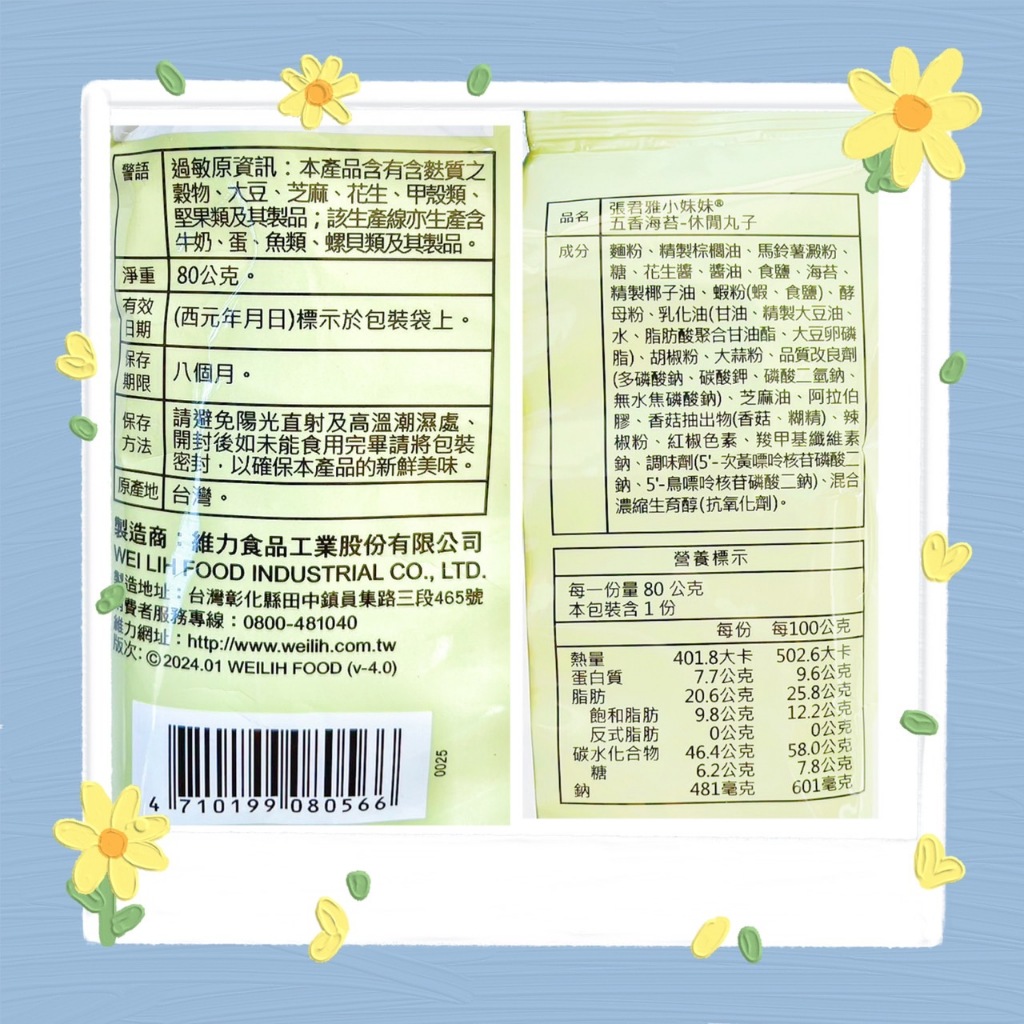 警語
過敏原資訊：本產品含有含麩質之
穀物、大豆、芝麻、花生、甲殼類、
堅果類及其製品；該生產線亦生產含
牛奶、蛋、魚類、螺貝類及其製品。
淨重 80公克。
有效
日期
(西元年月日)標示於包裝袋上。
保存
期限
八個月。
保存
方法
請避免陽光直射及高溫潮濕處、
開封後如未能食用完畢請將包裝
密封，以確保本產品的新鮮美味。
原產地 台灣。
製造商：維力食品工業股份有限公司
WEI LIH FOOD INDUSTRIAL CO., LTD.
製造地址：台灣彰化縣田中鎮員集路三段465號
消費者服務專線：0800-481040
維力網址：http://www.weilih.com.tw
版次：©2024.01 WEILIH FOOD (v-4.0)
4 710199 080566
0025
品名
張君雅小妹妹®
五香海苔-休閒丸子
成分
麵粉、精製棕櫚油、馬鈴薯澱粉、
糖、花生醬、醬油、食鹽、海苔、
精製椰子油、蝦粉(蝦、食鹽)、酵
母粉、乳化油(甘油、精製大豆油、
水、脂肪酸聚合甘油酯、大豆卵磷
脂)、胡椒粉、大蒜粉、品質改良劑
(多磷酸鈉、碳酸鉀、磷酸二氫鈉、
無水焦磷酸鈉)、芝麻油、阿拉伯
膠、香菇抽出物(香菇、糊精)、辣
椒粉、紅椒色素、羧甲基纖維素
鈉、調味劑(5'-次黃嘌呤核苷磷酸二
鈉、5'-鳥嘌呤核苷磷酸二鈉)、混合
濃縮生育醇(抗氧化劑)。
營養標示
每一份量 80 公克
本包裝含 1 份
每份 每100公克
熱量 401.8大卡 502.6大卡
蛋白質 7.7公克 9.6公克
脂肪 20.6公克 25.8公克
飽和脂肪 9.8公克 12.2公克
反式脂肪 0公克 0公克
碳水化合物 46.4公克 58.0公克
糖 6.2公克 7.8公克
鈉 481毫克 601毫克